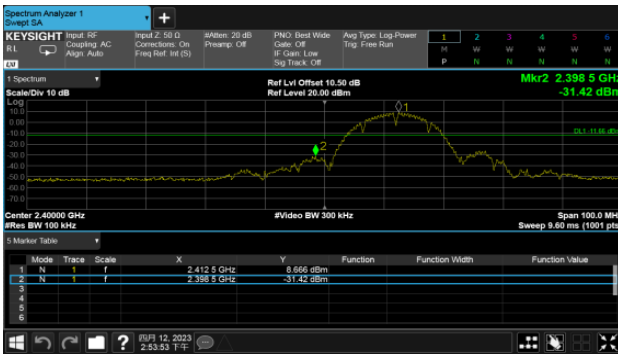 Spectrum Analyzer 1
Swept SA
+
KEYSIGHT Input: RF Input Z: 50 Ω #Atten: 20 dB PNO: Best Wide Avg Type: Log-Power 1 2 3 4 5 6
RL Coupling: AC Corrections: On Preamp: Off Gate: Off Trig: Free Run M W W W W W
Align: Auto Freq Ref: Int (S) IF Gain: Low P N N N N N
LXI Sig Track: Off
1 Spectrum
Ref Lvl Offset 10.50 dB Mkr2 2.398 5 GHz
Scale/Div 10 dB Ref Level 20.00 dBm -31.42 dBm
Log
10.0
0.00
-10.0
-20.0
-30.0
-40.0
-50.0
-60.0
-70.0
1
2
DL1 -11.66 dBm
Center 2.40000 GHz #Video BW 300 kHz Span 100.0 MH
#Res BW 100 kHz Sweep 9.60 ms (1001 pts
5 Marker Table
Mode Trace Scale X Y Function Function Width Function Value
1 N 1 f 2.412 5 GHz 8.666 dBm
2 N 1 f 2.398 5 GHz -31.42 dBm
3
4
5
6
? 四月 12, 2023
2:53:53 下午